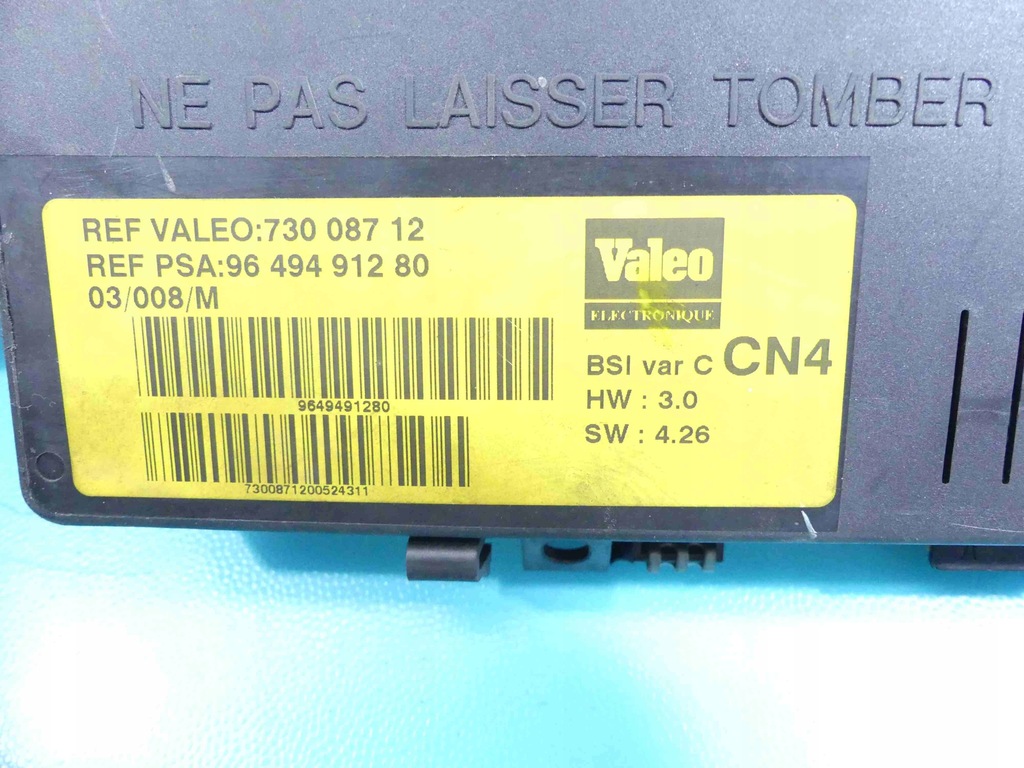 NE PAS LAISSER TOMBER
REF VALEO:730 087 12
REF PSA:96 494 912 80
03/008/M
9649491280
7300871200524311
Valeo
ELECTRONIQUE
BSI var C CN4
HW : 3.0
SW : 4.26